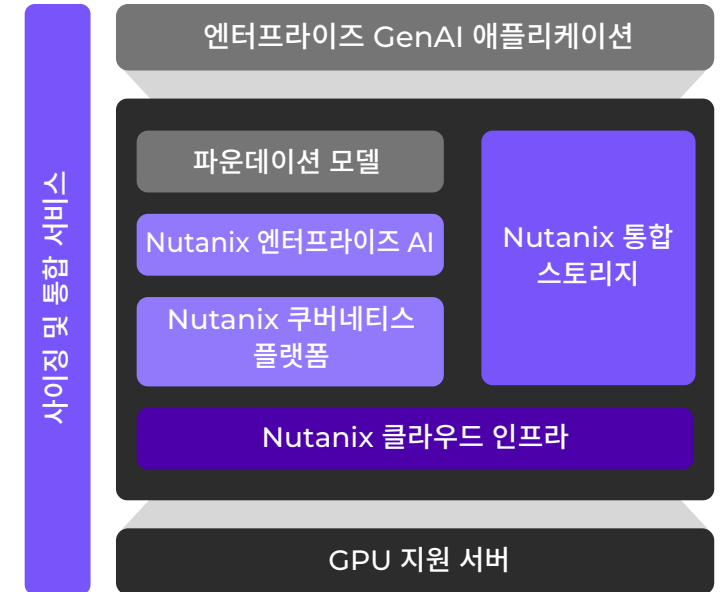 엔터프라이즈 GenAI 애플리케이션
사이징 및 통합 서비스
파운데이션 모델
Nutanix 엔터프라이즈 AI
Nutanix 쿠버네티스
플랫폼
Nutanix 통합
스토리지
Nutanix 클라우드 인프라
GPU 지원 서버